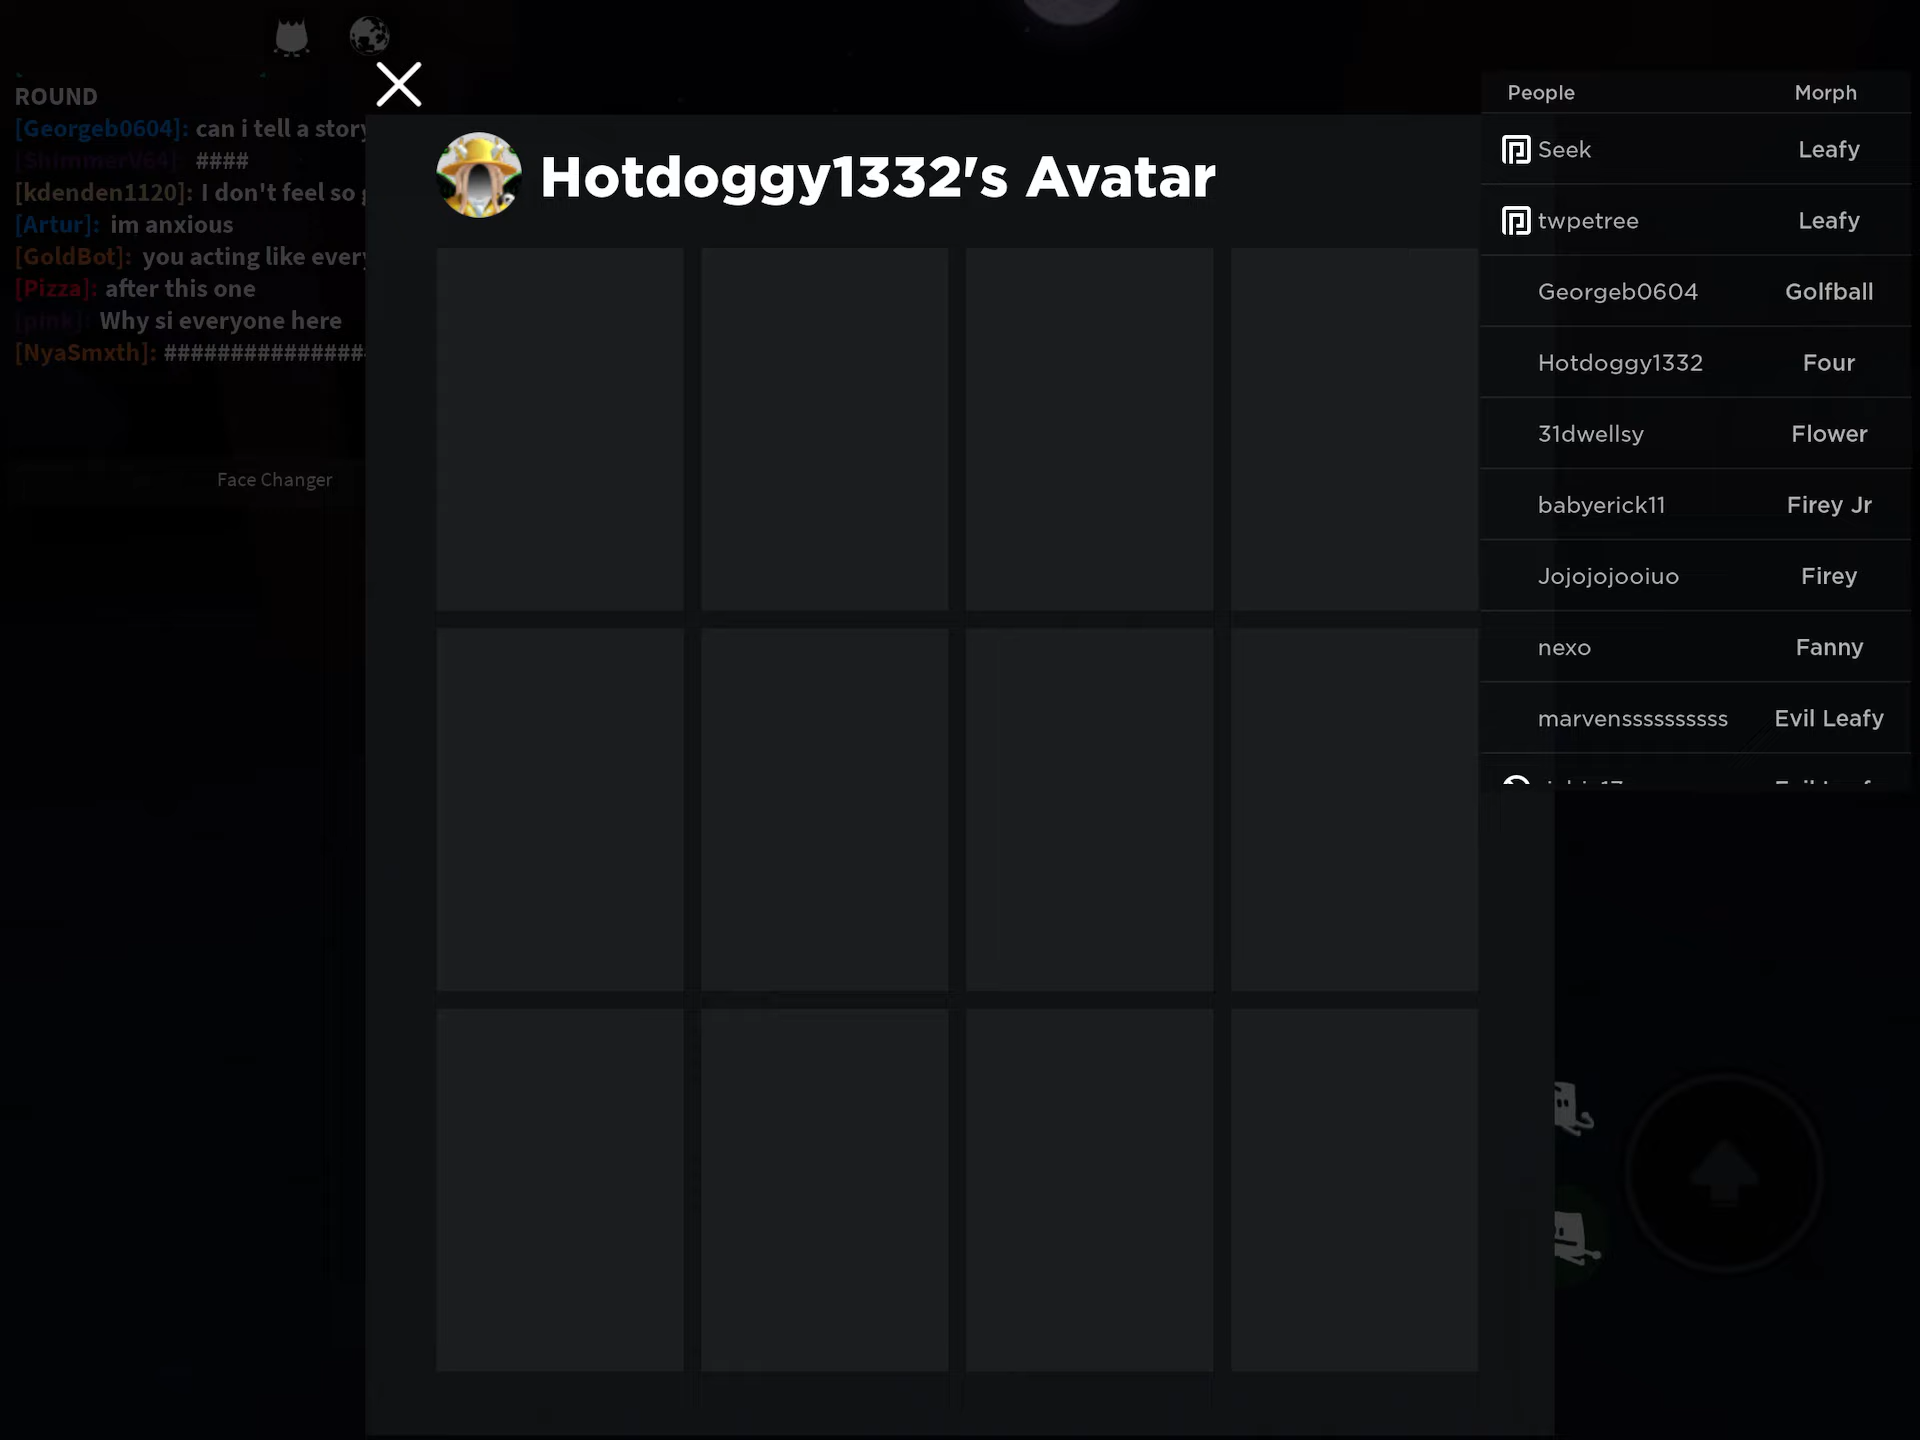 ROUND
[Georgeb0604]: can i tell a story
[ShimmerV64]: ####
[kdenden1120]: I don't feel so
[Artur]: im anxious
[GoldBot]: you acting like every
[Pizza]: after this one
[pink]: Why si everyone here
[NyaSmxth]: ################
Face Changer
Hotdoggy1332's Avatar
People Morph
Seek Leafy
twpetree Leafy
Georgeb0604 Golfball
Hotdoggy1332 Four
31dwellsy Flower
babyerick11 Firey Jr
Jojojojooiuo Firey
nexo Fanny
marvenssssssssss Evil Leafy